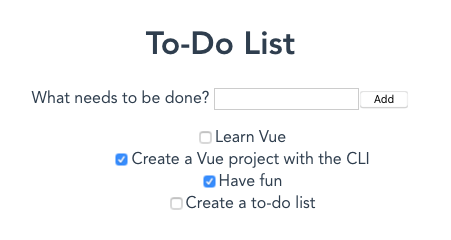 To-Do List
What needs to be done? Add
Learn Vue
Create a Vue project with the CLI
Have fun
Create a to-do list